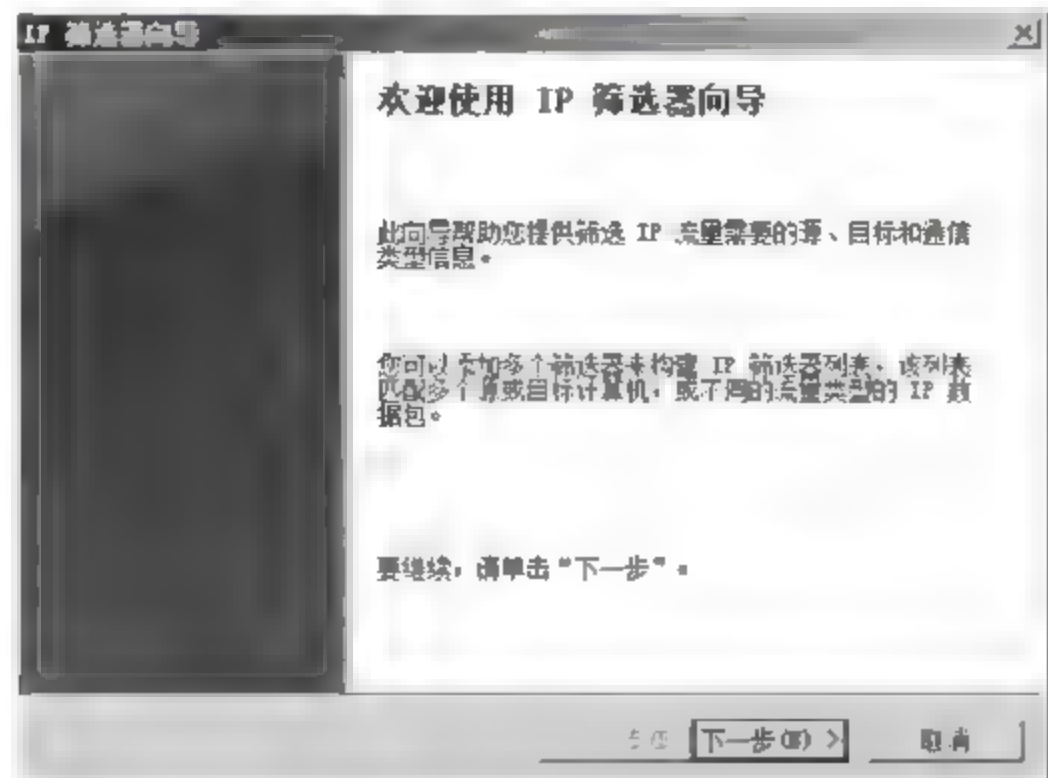 IP 筛选器向导
欢迎使用 IP 筛选器向导
此向导帮助您提供筛选 IP 流量需要的源、目标和通信
类型信息。
您可以添加多个筛选器来构建 IP 筛选器列表，该列表
匹配多个源或目标计算机，或不同的流量类型的 IP 数
据包。
要继续，请单击“下一步”。
下一步(N) >
取消